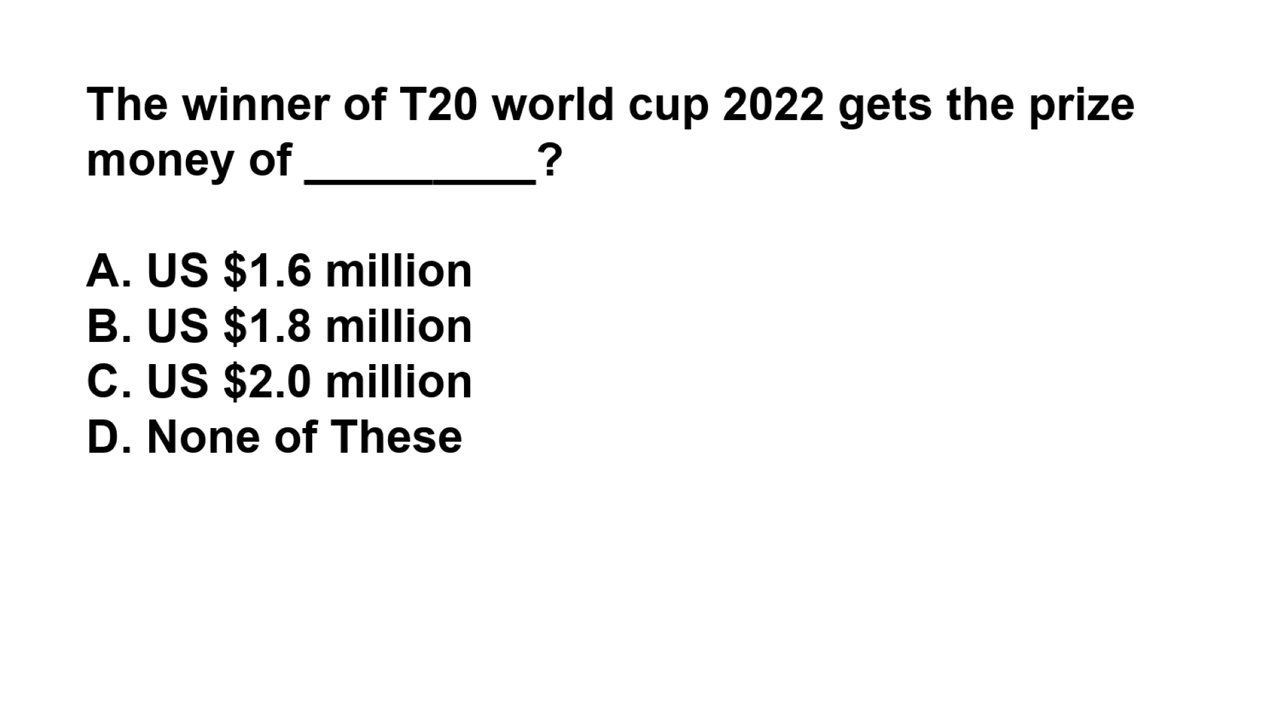 The winner of T20 world cup 2022 gets the prize
money of __________?
A. US $1.6 million
B. US $1.8 million
C. US $2.0 million
D. None of These